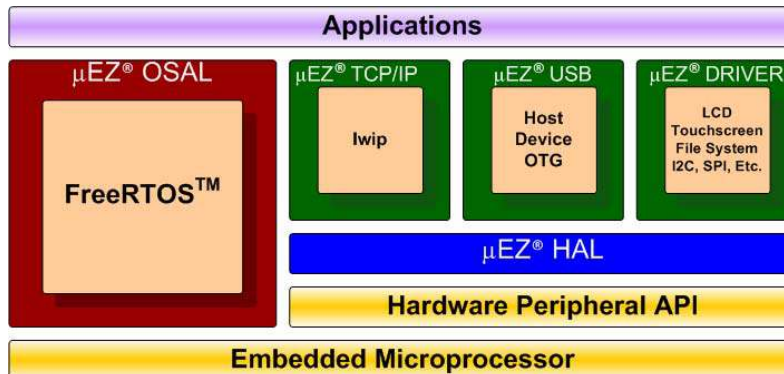 Applications
µEZ® OSAL
FreeRTOS™
µEZ® TCP/IP
lwip
µEZ® USB
Host
Device
OTG
µEZ® DRIVER
LCD
Touchscreen
File System
I2C, SPI, Etc.
µEZ® HAL
Hardware Peripheral API
Embedded Microprocessor